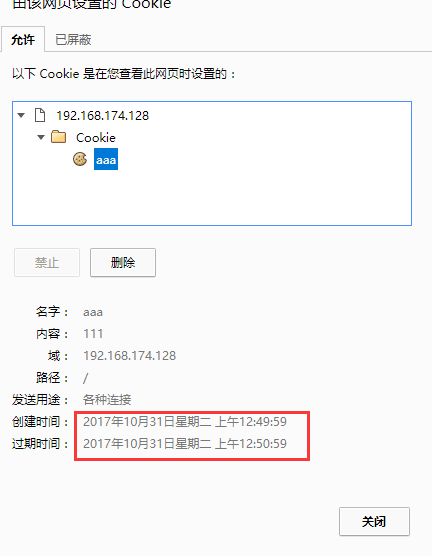 由该网页设置的 Cookie
允许 已屏蔽
以下 Cookie 是在您查看此网页时设置的：
192.168.174.128
Cookie
aaa
禁止 删除
名字： aaa
内容： 111
域： 192.168.174.128
路径： /
发送用途： 各种连接
创建时间： 2017年10月31日星期二 上午12:49:59
过期时间： 2017年10月31日星期二 上午12:50:59
关闭